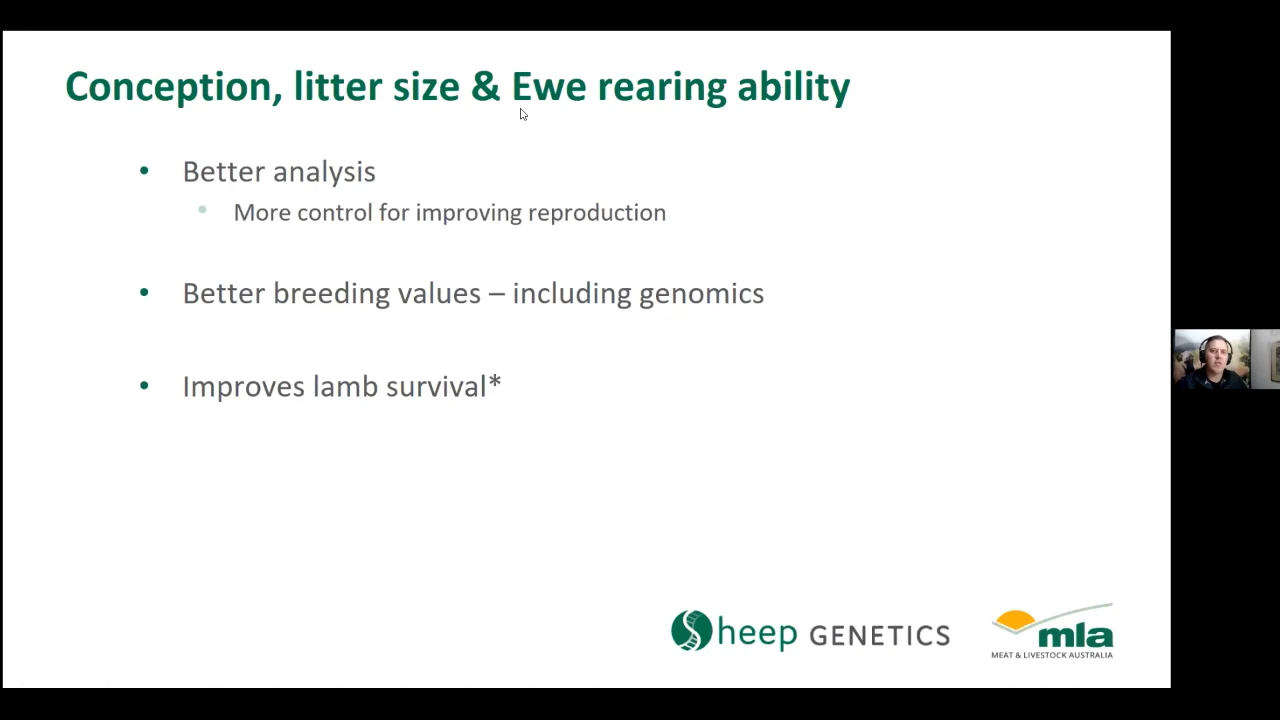 Conception, litter size & Ewe rearing ability
• Better analysis
• More control for improving reproduction
• Better breeding values – including genomics
• Improves lamb survival*
Sheep GENETICS
mla
MEAT & LIVESTOCK AUSTRALIA